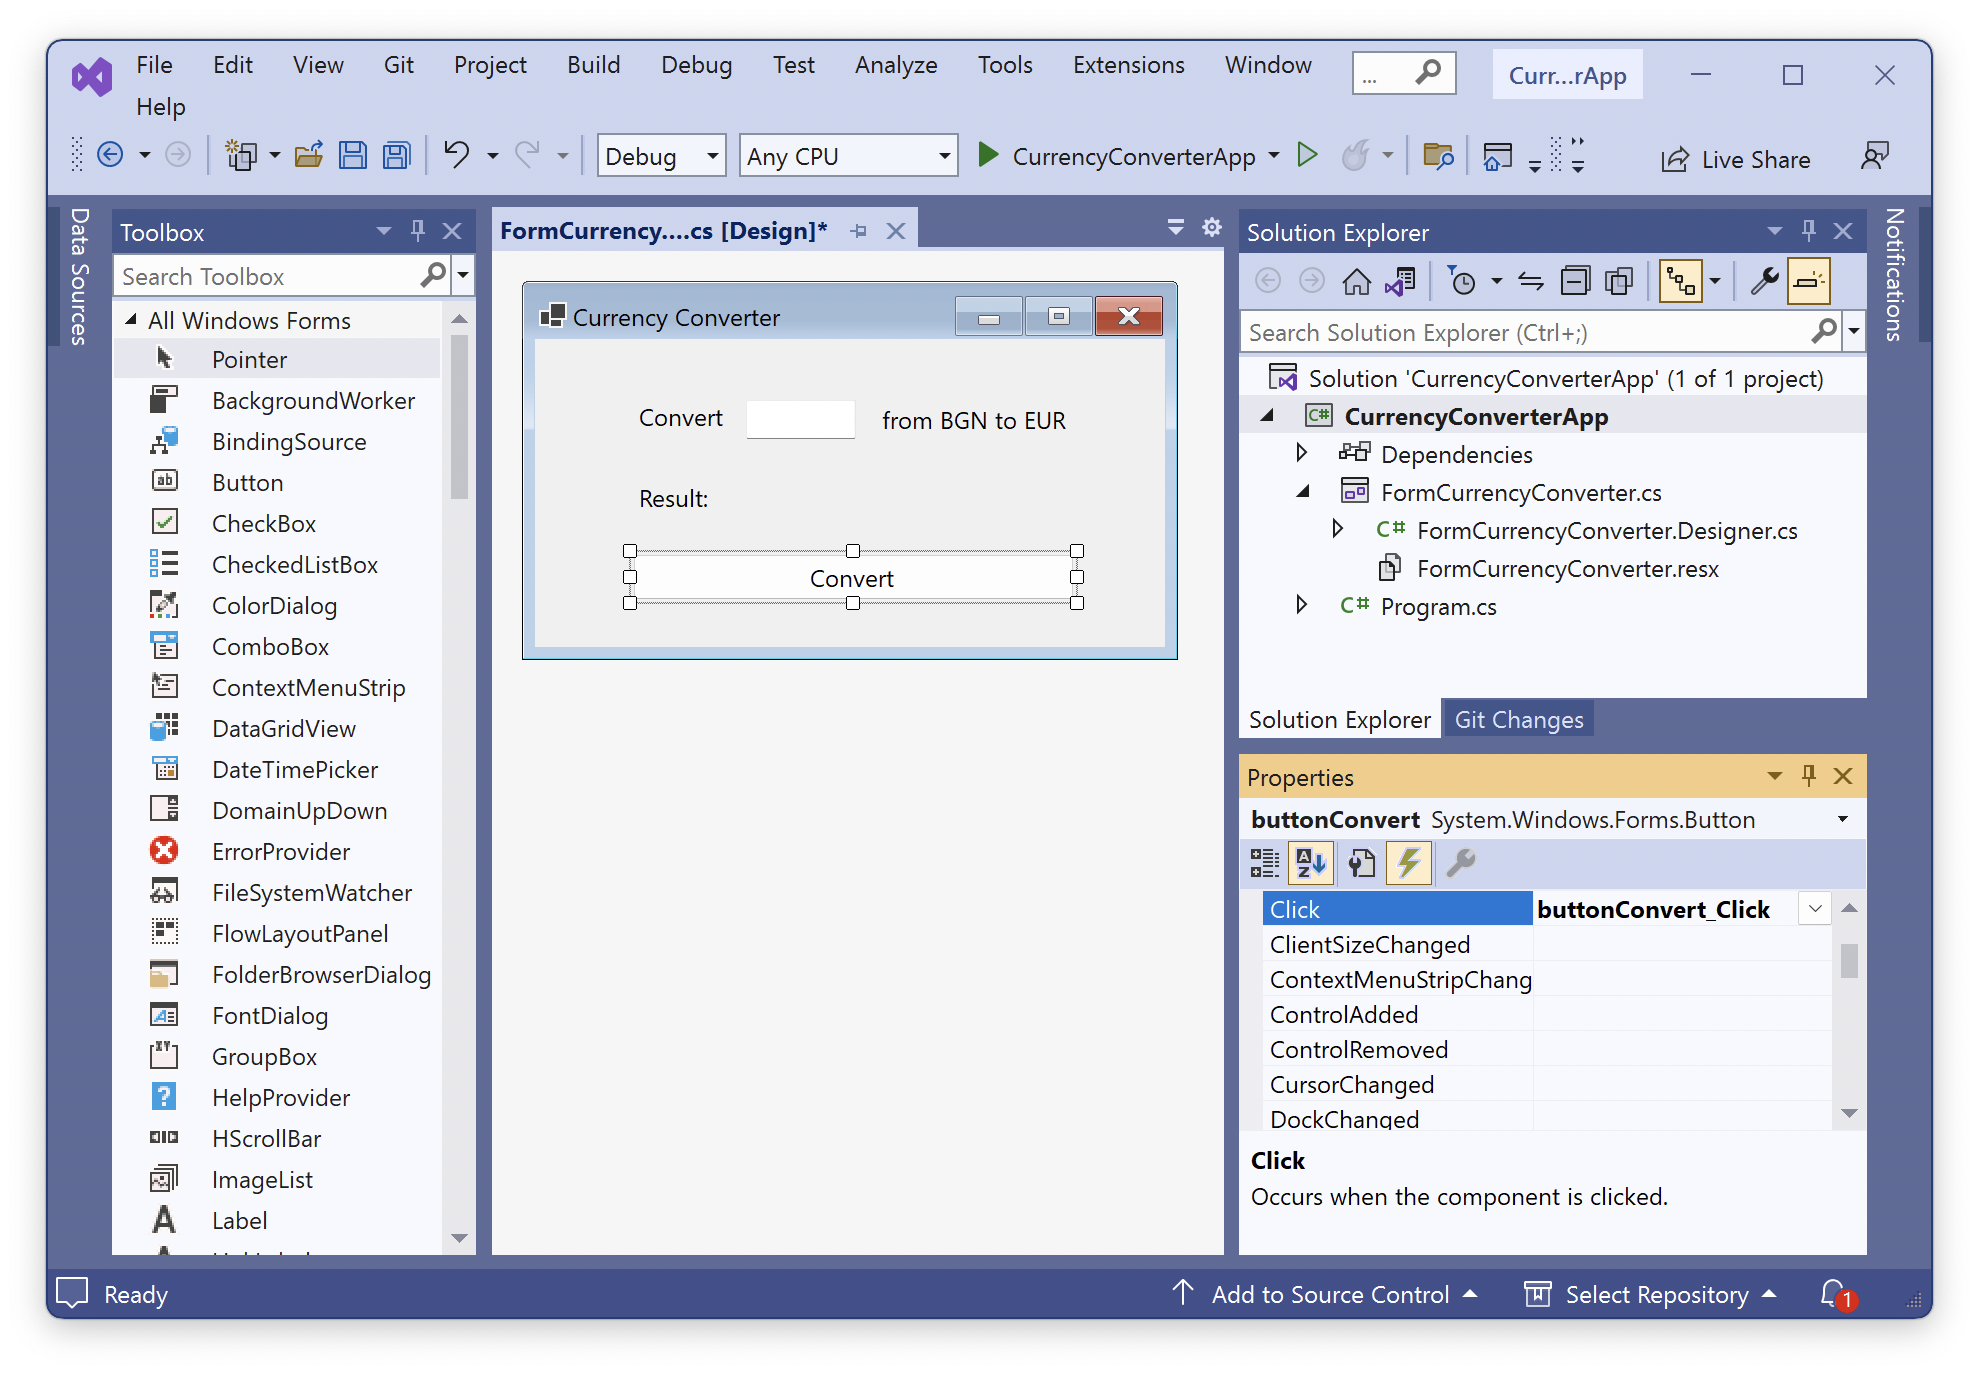 File Edit View Git Project Build Debug Test Analyze Tools Extensions Window ... Curr...rApp
Help
Debug Any CPU CurrencyConverterApp Live Share
Data Sources
Toolbox
Search Toolbox
All Windows Forms
Pointer
BackgroundWorker
BindingSource
Button
CheckBox
CheckedListBox
ColorDialog
ComboBox
ContextMenuStrip
DataGridView
DateTimePicker
DomainUpDown
ErrorProvider
FileSystemWatcher
FlowLayoutPanel
FolderBrowserDialog
FontDialog
GroupBox
HelpProvider
HScrollBar
ImageList
Label
FormCurrency....cs [Design]*
Currency Converter
Convert from BGN to EUR
Result:
Convert
Solution Explorer
Search Solution Explorer (Ctrl+;)
Solution 'CurrencyConverterApp' (1 of 1 project)
C# CurrencyConverterApp
Dependencies
FormCurrencyConverter.cs
C# FormCurrencyConverter.Designer.cs
FormCurrencyConverter.resx
C# Program.cs
Solution Explorer Git Changes
Properties
buttonConvert System.Windows.Forms.Button
Click buttonConvert_Click
ClientSizeChanged
ContextMenuStripChang
ControlAdded
ControlRemoved
CursorChanged
DockChanged
Click
Occurs when the component is clicked.
Notifications
Ready Add to Source Control Select Repository 1